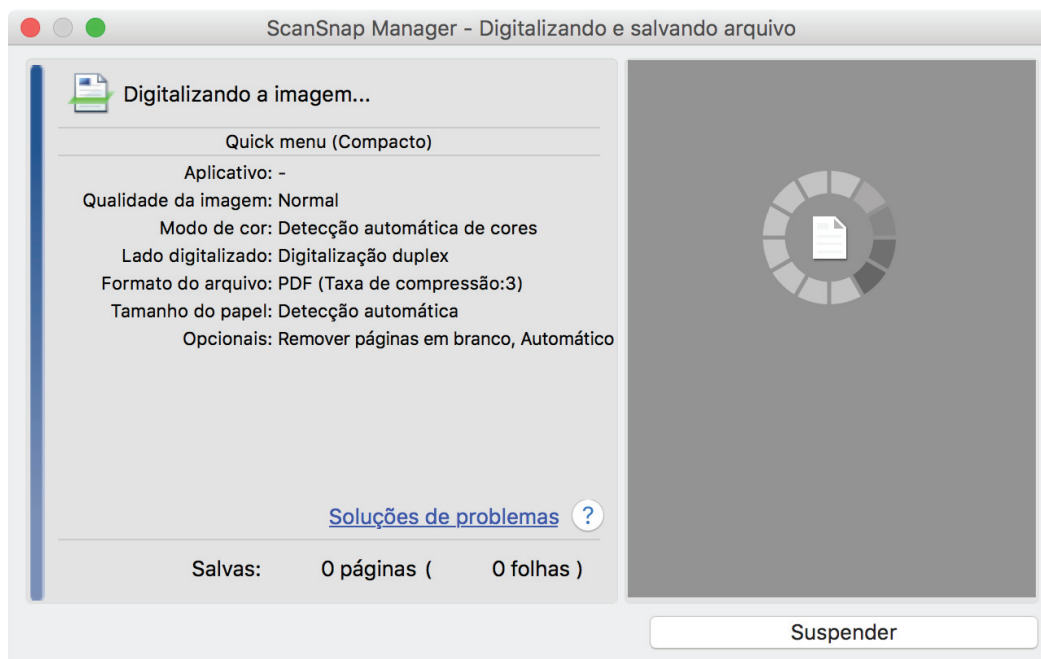 ScanSnap Manager - Digitalizando e salvando arquivo
Digitalizando a imagem...
Quick menu (Compacto)
Aplicativo: -
Qualidade da imagem: Normal
Modo de cor: Detecção automática de cores
Lado digitalizado: Digitalização duplex
Formato do arquivo: PDF (Taxa de compressão:3)
Tamanho do papel: Detecção automática
Opcionais: Remover páginas em branco, Automático
Soluções de problemas ?
Salvas: 0 páginas ( 0 folhas )
Suspender